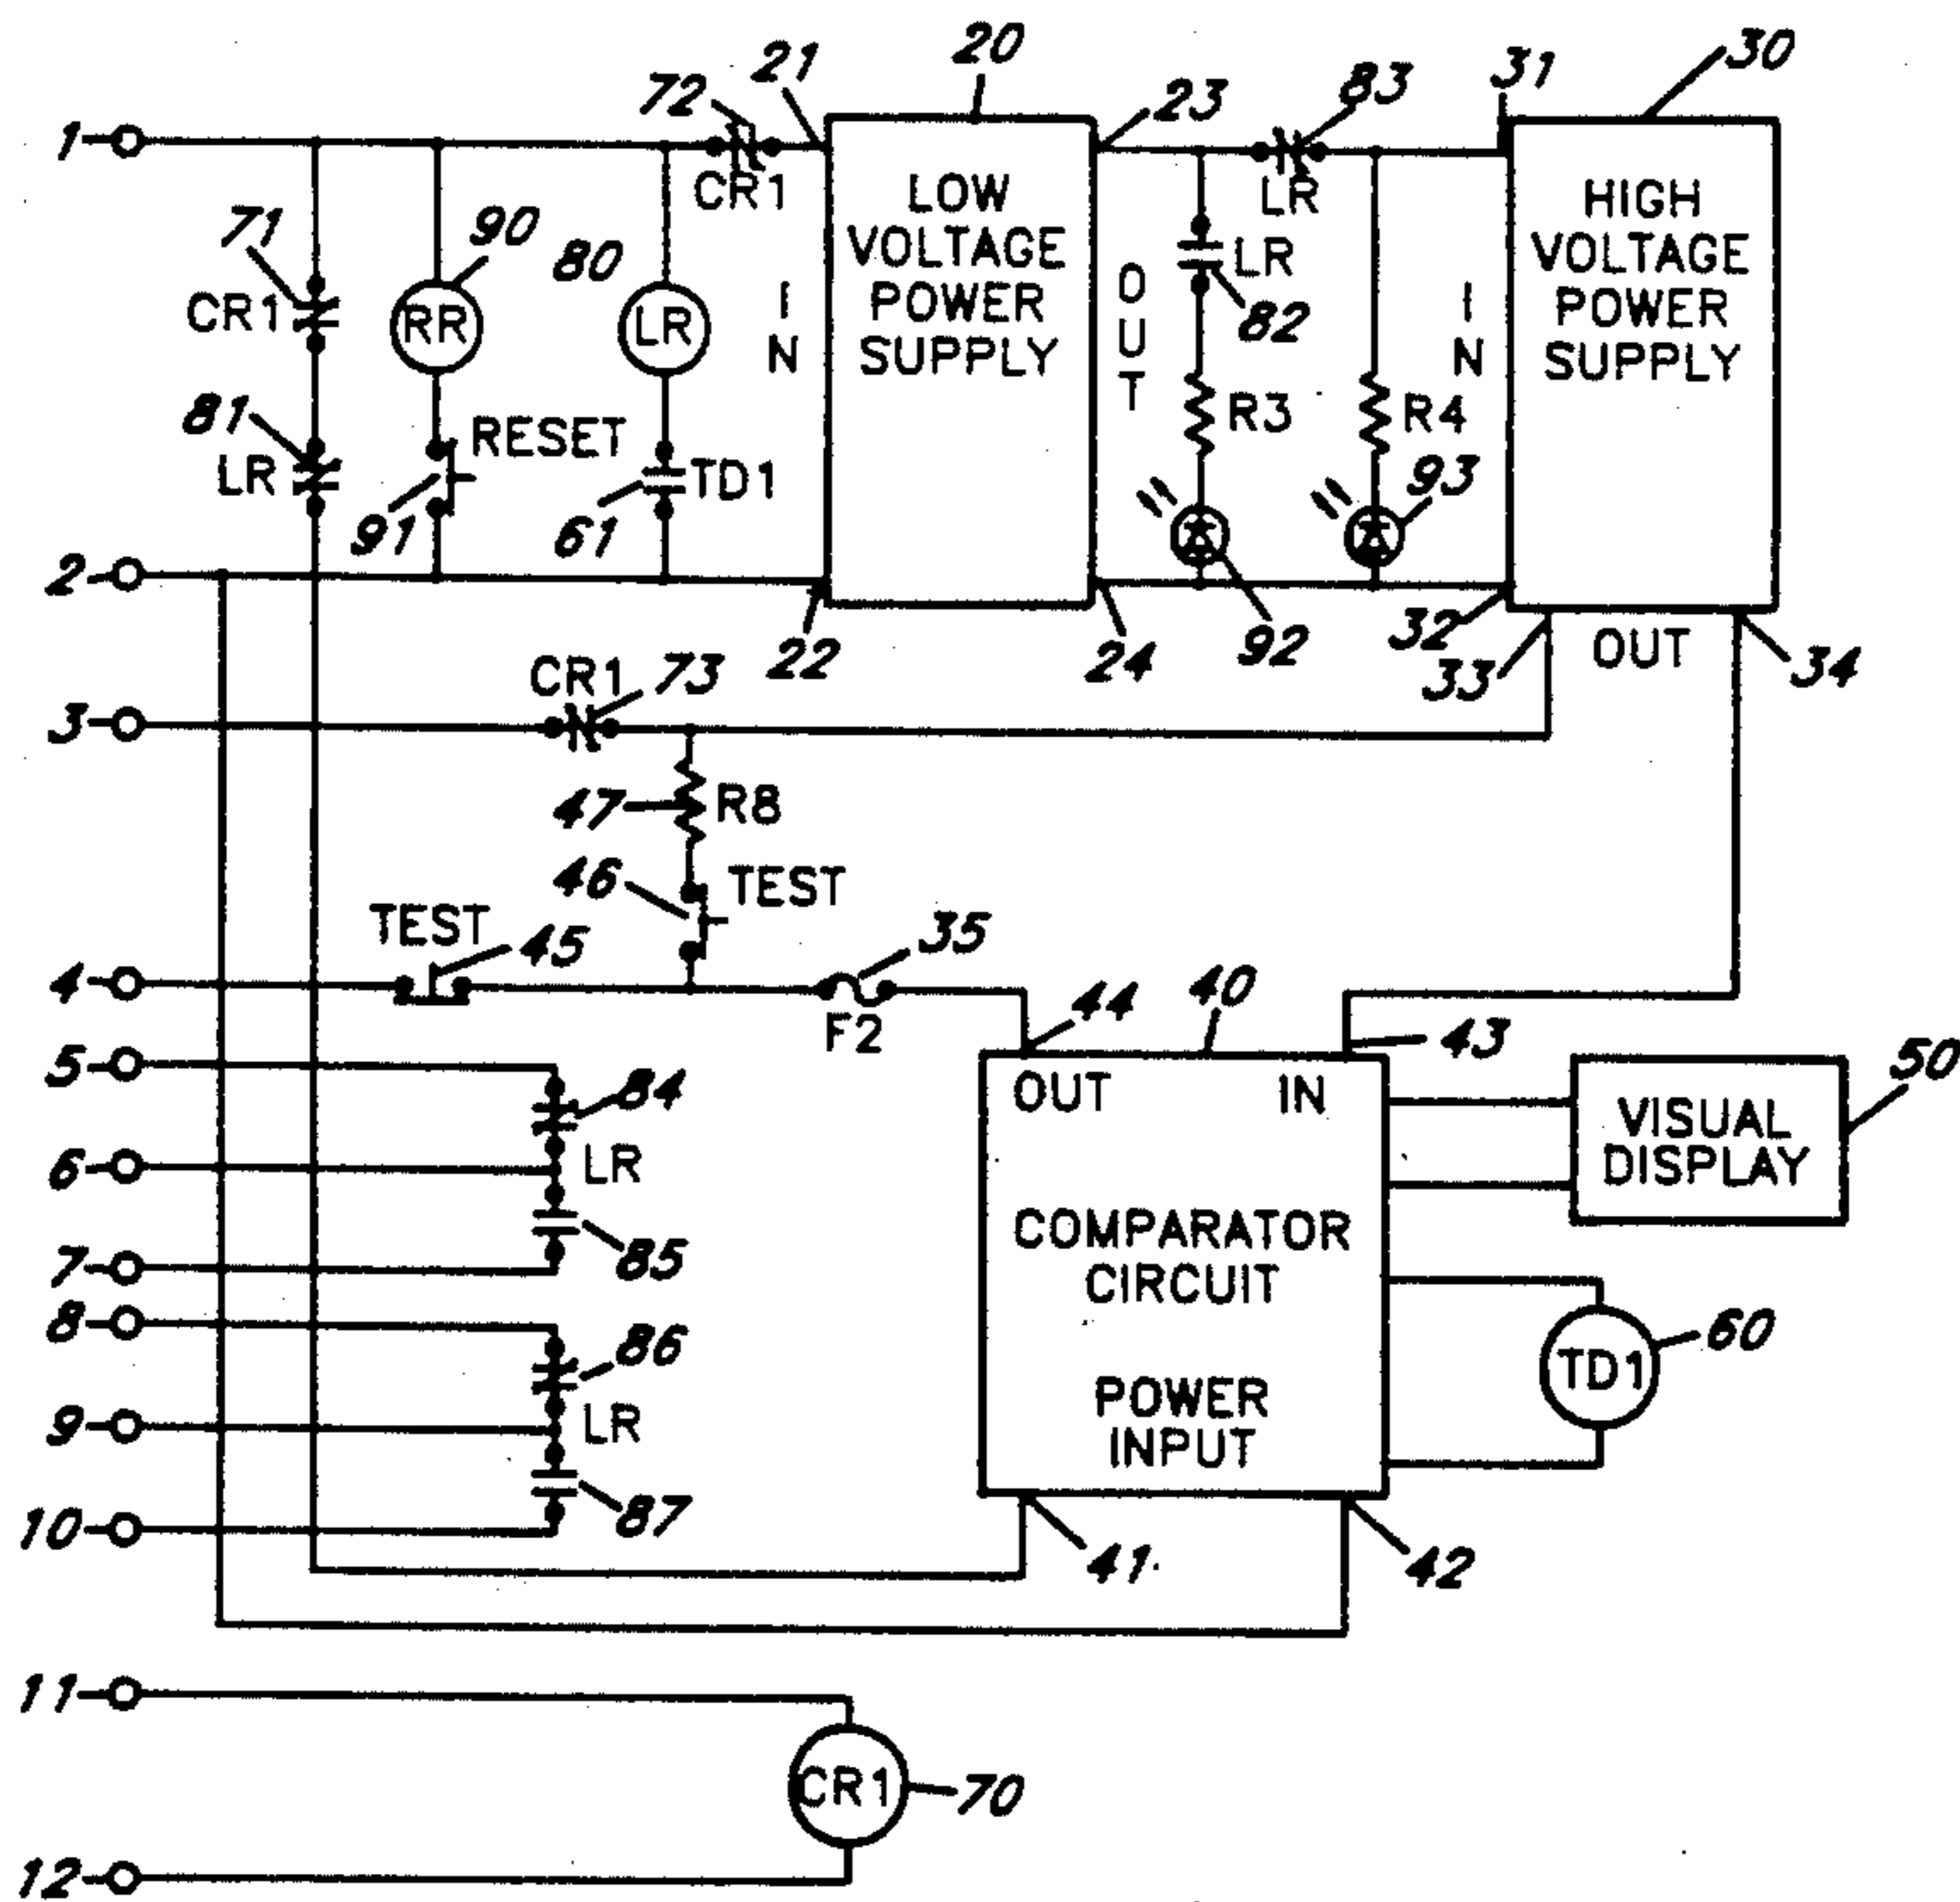 20
21
72
23
83
31
30
1
CR1
LR
LOW
VOLTAGE
POWER
SUPPLY
HIGH
VOLTAGE
POWER
SUPPLY
71
90
80
IN
OUT
IN
LR
82
CR1
RR
LR
R3
R4
81
LR
RESET
91
TD1
61
93
2
22
24
92
32
33
OUT
34
CR1
73
3
47
R8
46
TEST
TEST
45
35
4
F2
44
40
43
50
5
84
OUT
IN
VISUAL
DISPLAY
6
LR
COMPARATOR
CIRCUIT
7
85
8
86
60
TD1
9
LR
POWER
INPUT
10
87
41
42
11
CR1
70
12